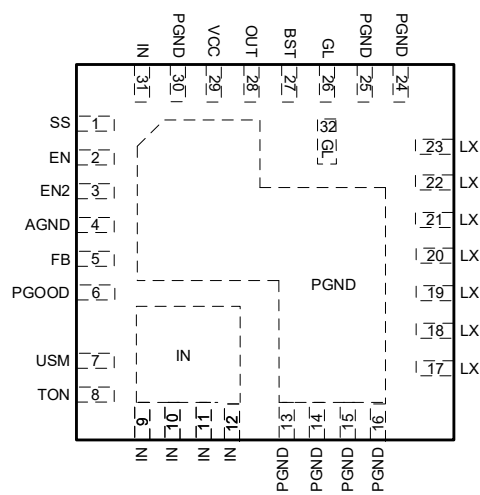 IN
PGND
VCC
OUT
BST
GL
PGND
PGND
31
30
29
28
27
26
25
24
SS 1
EN 2
EN2 3
AGND 4
FB 5
PGOOD 6
USM 7
TON 8
32
GL
23 LX
22 LX
21 LX
20 LX
19 LX
18 LX
17 LX
PGND
IN
9
10
11
12
13
14
15
16
IN
IN
IN
IN
PGND
PGND
PGND
PGND